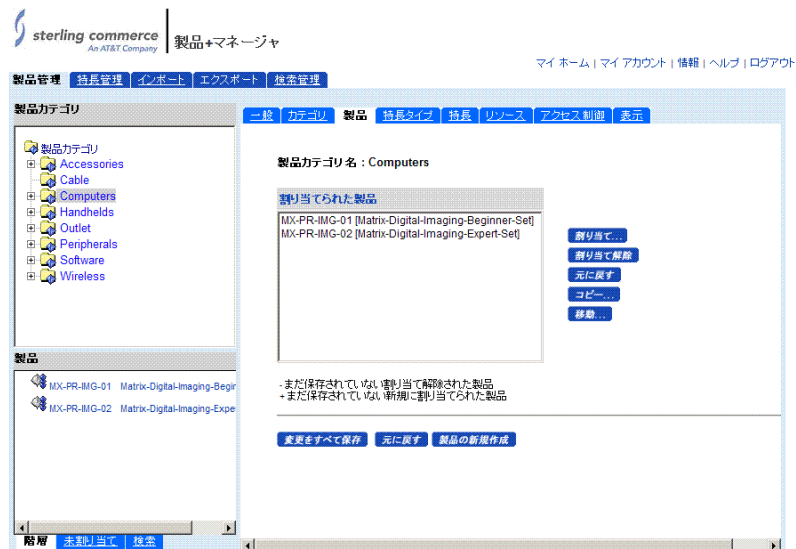 sterling commerce
An AT&T Company
製品+マネージャ
マイ ホーム | マイ アカウント | 情報 | ヘルプ | ログアウト
製品管理 特長管理 インポート エクスポート 検索管理
製品カテゴリ
一般 カテゴリ 製品 特長タイプ 特長 リソース アクセス制御 表示
製品カテゴリ
Accessories
Cable
Computers
Handhelds
Outlet
Peripherals
Software
Wireless
製品カテゴリ名 : Computers
割り当てられた製品
MX-PR-IMG-01 [Matrix-Digital-Imaging-Beginner-Set]
MX-PR-IMG-02 [Matrix-Digital-Imaging-Expert-Set]
割り当て...
割り当て解除
元に戻す
コピー...
移動...
- まだ保存されていない割り当て解除された製品
+ まだ保存されていない新規に割り当てられた製品
変更をすべて保存 元に戻す 製品の新規作成
製品
MX-PR-IMG-01 Matrix-Digital-Imaging-Begir
MX-PR-IMG-02 Matrix-Digital-Imaging-Expe
階層 未割り当て 検索